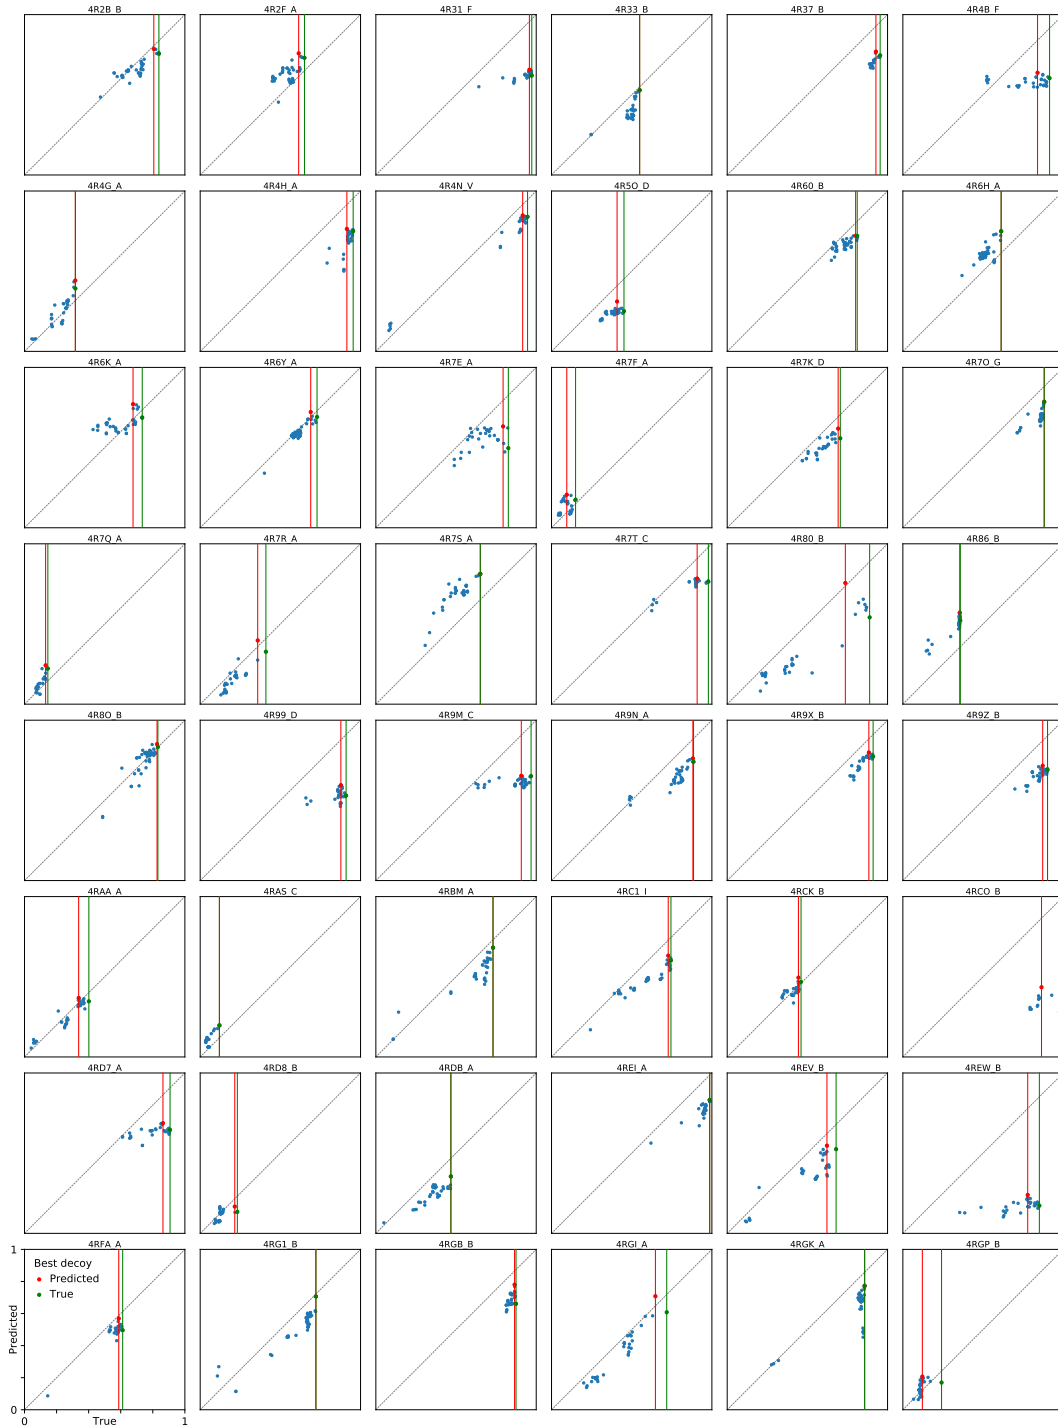 4R2B_B 4R2F_A 4R31_F 4R33_B 4R37_B 4R4B_F
4R4G_A 4R4H_A 4R4N_V 4R5O_D 4R60_B 4R6H_A
4R6K_A 4R6Y_A 4R7E_A 4R7F_A 4R7K_D 4R7O_G
4R7Q_A 4R7R_A 4R7S_A 4R7T_C 4R80_B 4R86_B
4R8O_B 4R99_D 4R9M_C 4R9N_A 4R9X_B 4R9Z_B
4RAA_A 4RAS_C 4RBM_A 4RC1_I 4RCK_B 4RCO_B
4RD7_A 4RD8_B 4RDB_A 4REI_A 4REV_B 4REW_B
4RFA_A 4RG1_B 4RGB_B 4RGI_A 4RGK_A 4RGP_B
1
Best decoy
Predicted
True
Predicted
0
0 True 1